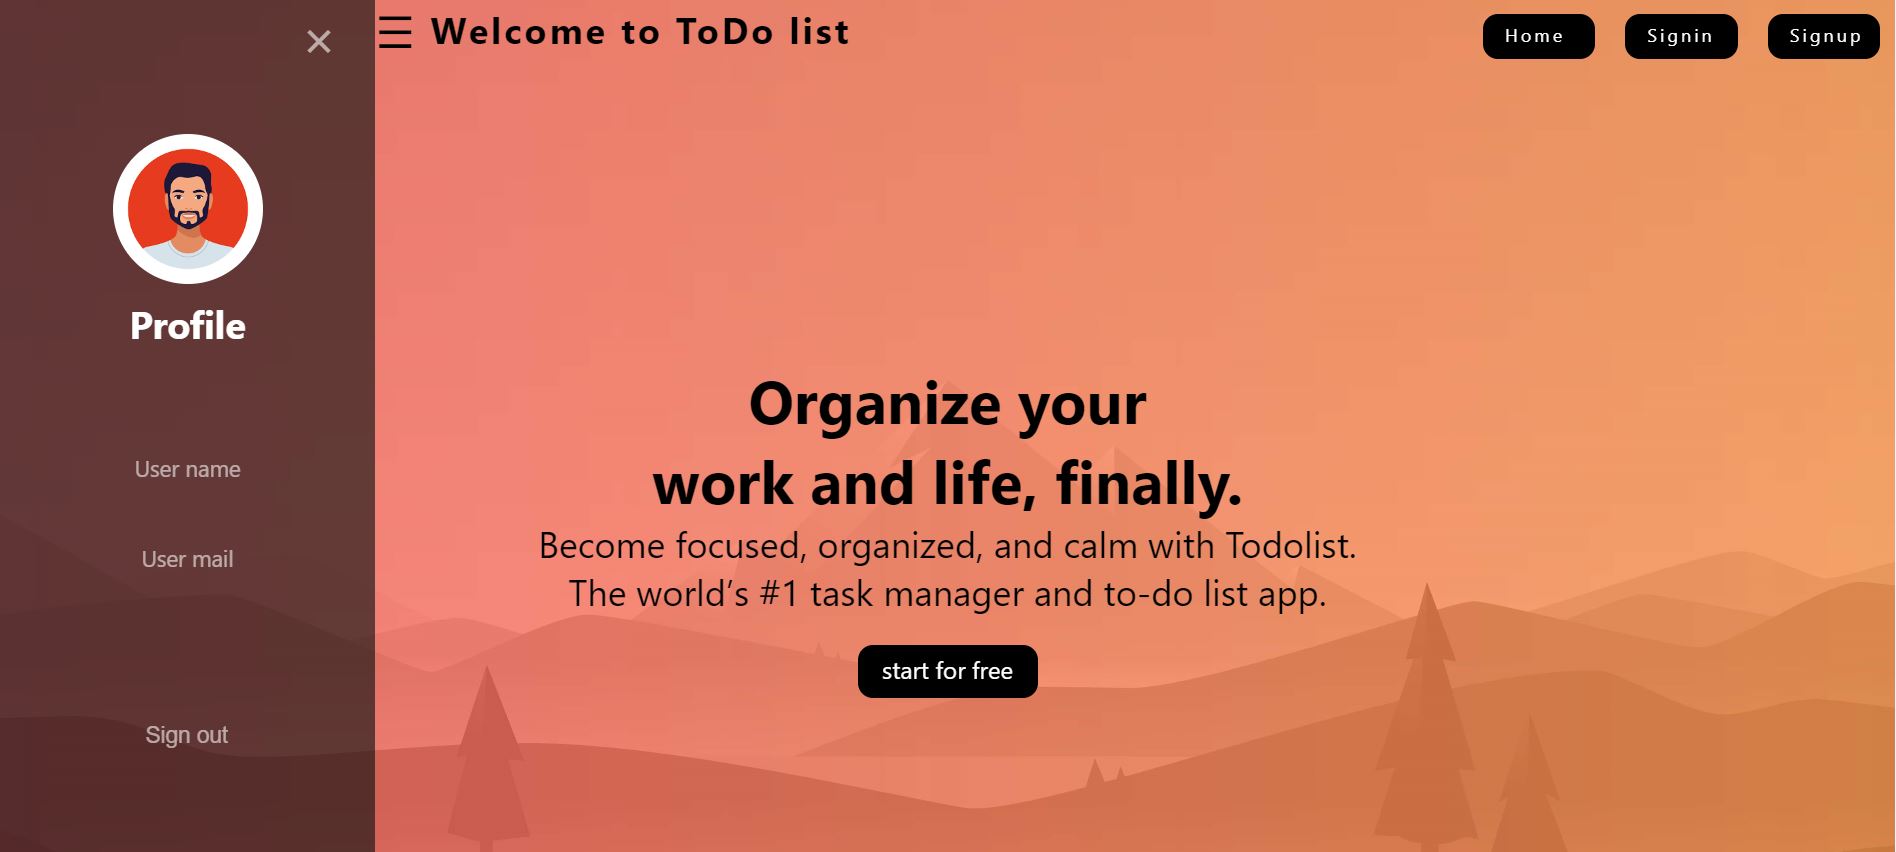 Welcome to ToDo list
Home
Signin
Signup
Profile
User name
User mail
Sign out
Organize your
work and life, finally.
Become focused, organized, and calm with Todolist.
The world’s #1 task manager and to-do list app.
start for free